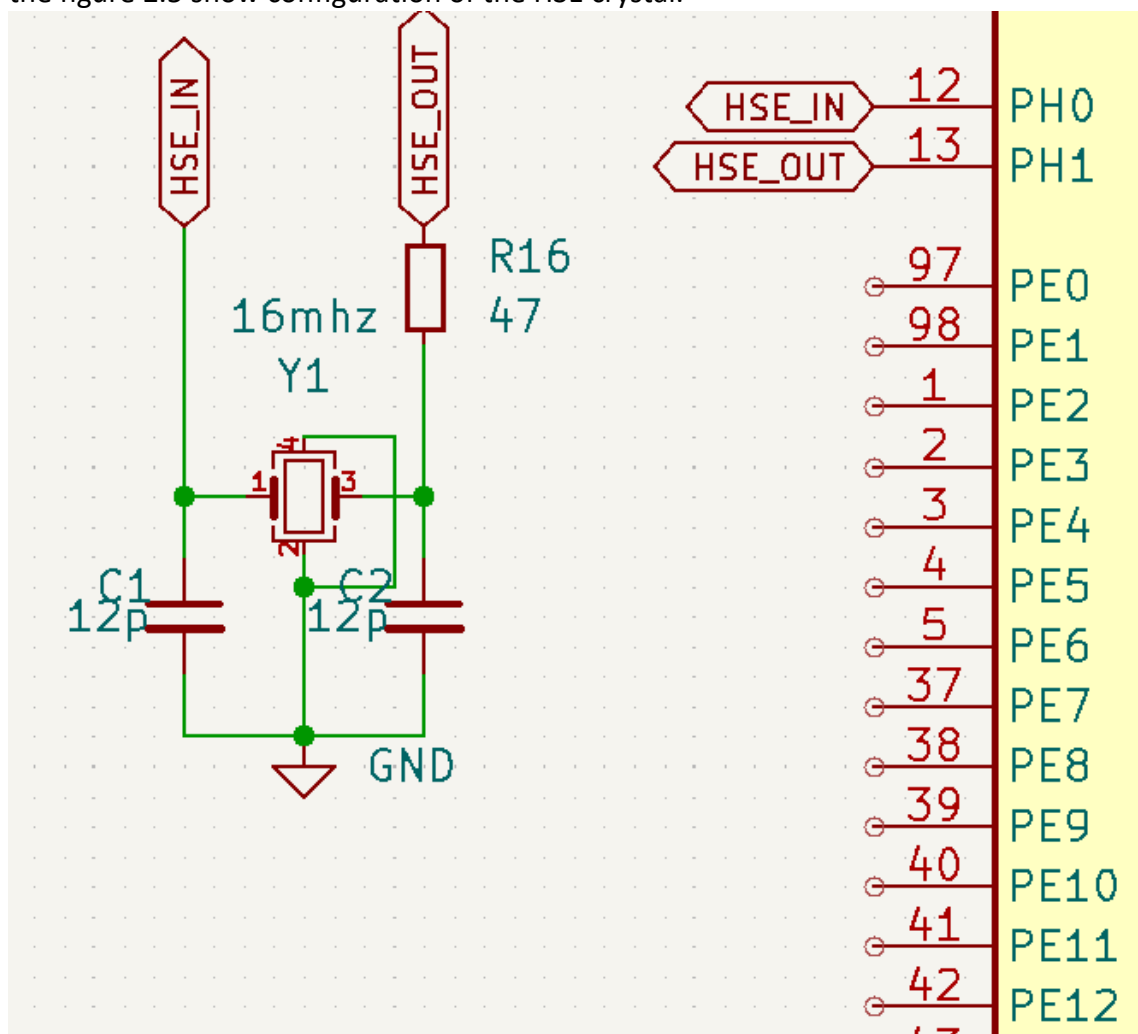 HSE_IN
HSE_OUT
R16
47
16mhz
Y1
4
1
3
2
C1
12p
C2
12p
GND
HSE_IN
12
PH0
HSE_OUT
13
PH1
97
PE0
98
PE1
1
PE2
2
PE3
3
PE4
4
PE5
5
PE6
37
PE7
38
PE8
39
PE9
40
PE10
41
PE11
42
PE12